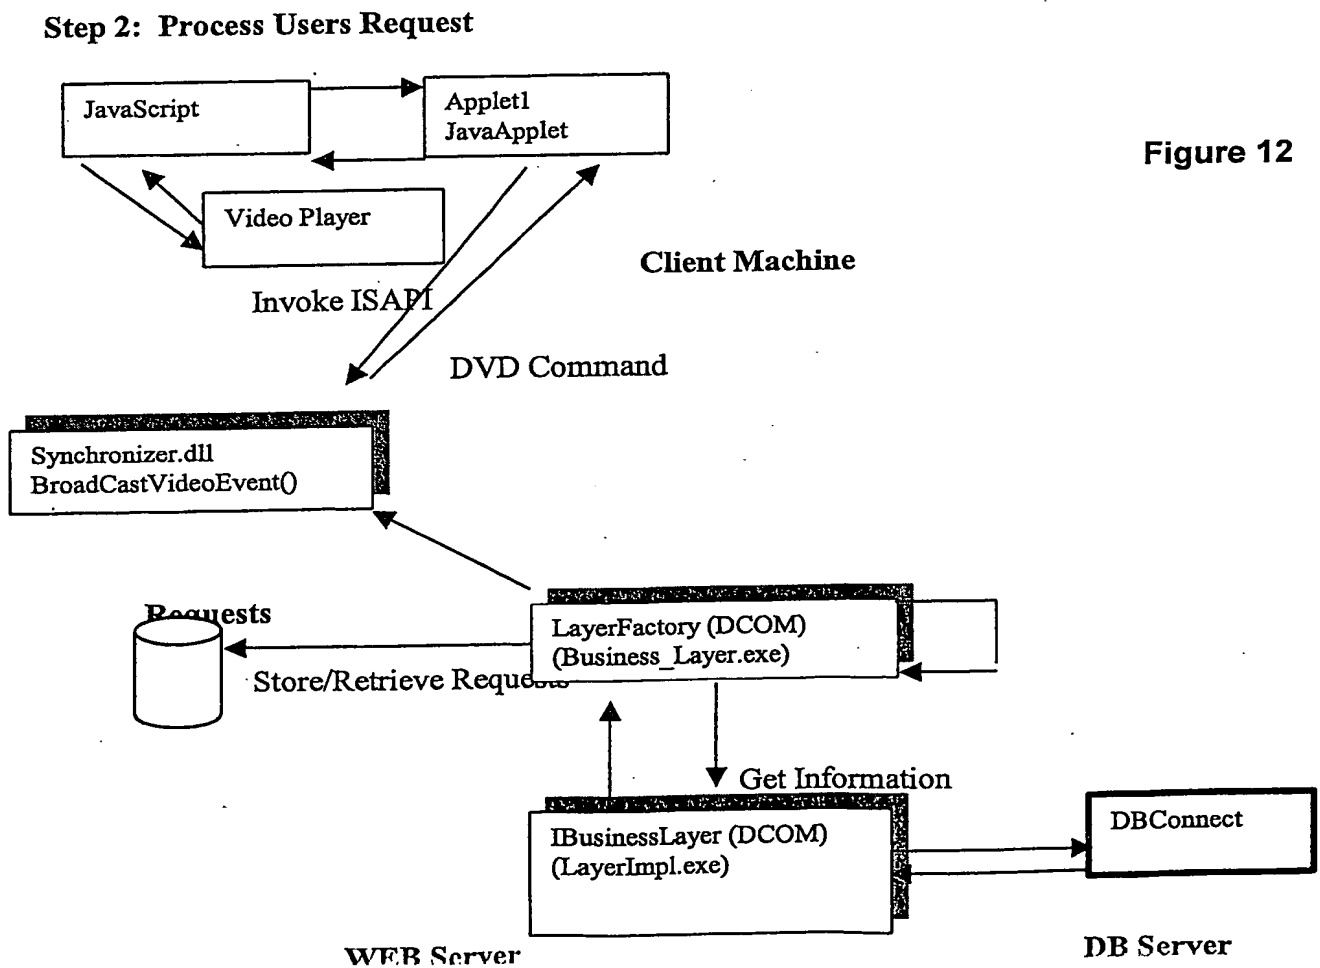 Step 2: Process Users Request
JavaScript
Applet1
JavaApplet
Figure 12
Video Player
Client Machine
Invoke ISAPI
DVD Command
Synchronizer.dll
BroadCastVideoEvent()
Requests
LayerFactory (DCOM)
(Business_Layer.exe)
Store/Retrieve Requests
Get Information
IBusinessLayer (DCOM)
(LayerImpl.exe)
DBConnect
WEB Server
DB Server